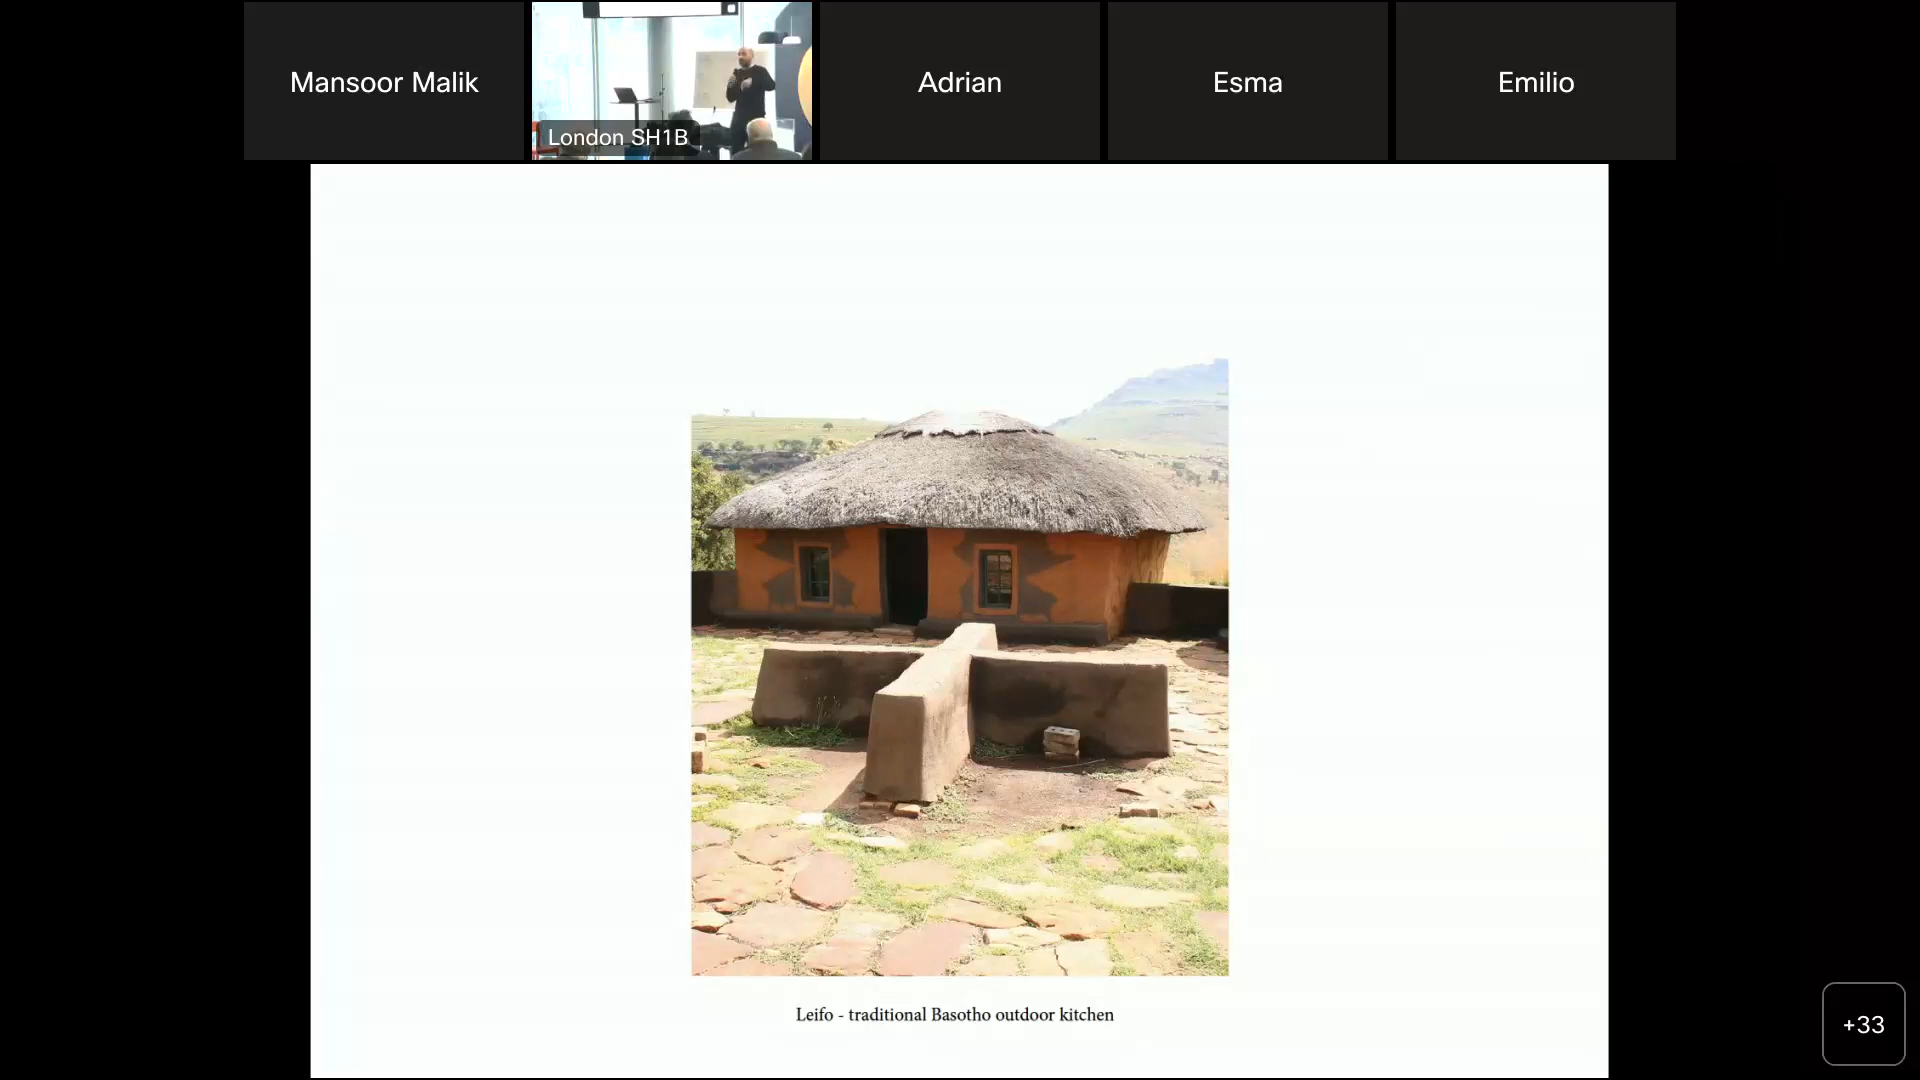 Mansoor Malik
London SH1B
Adrian
Esma
Emilio
Leifo - traditional Basotho outdoor kitchen
+33